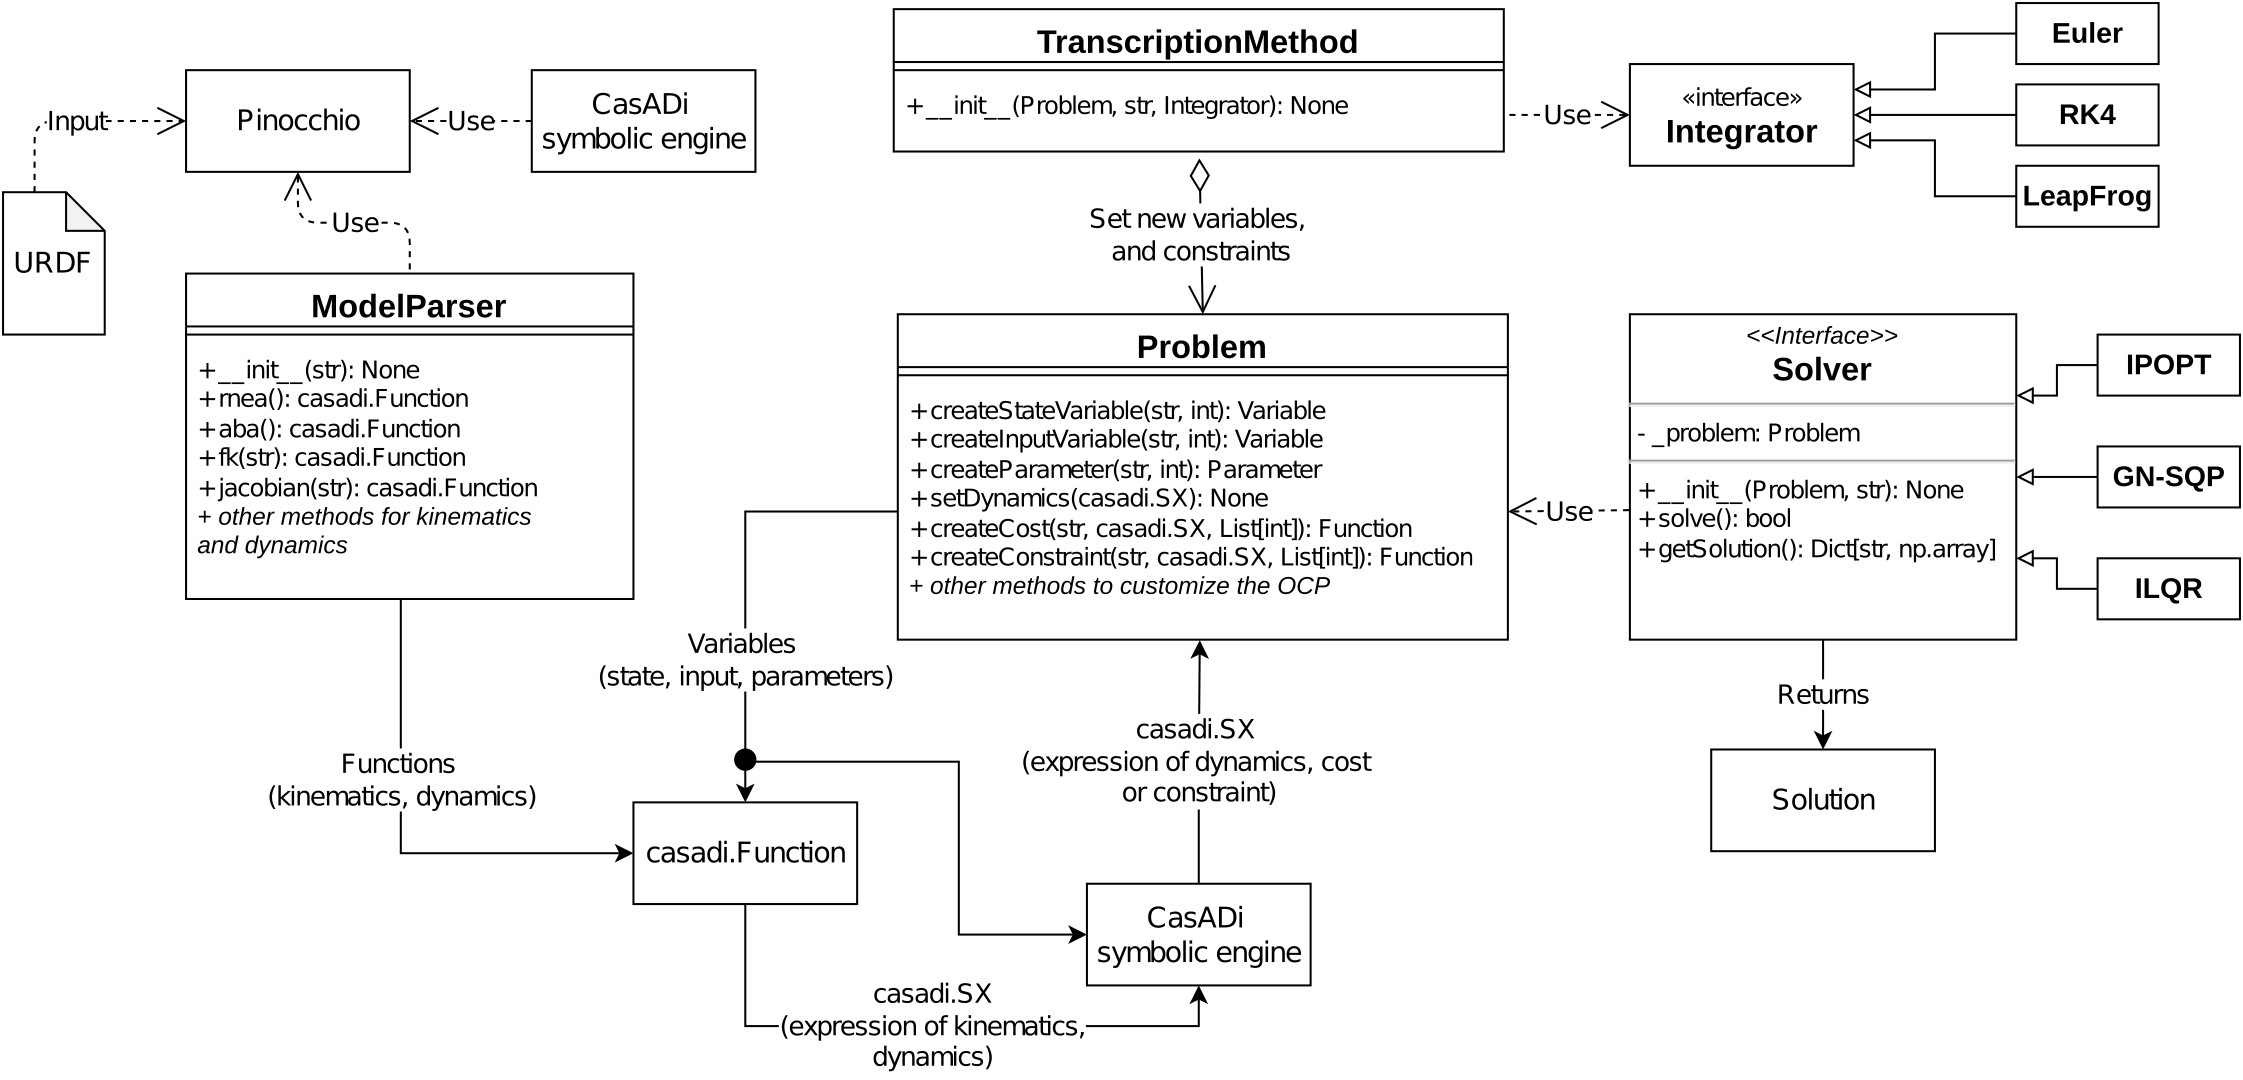 TranscriptionMethod
+__init__(Problem, str, Integrator): None
Use
«interface»
Integrator
Euler
RK4
LeapFrog
Input
Pinocchio
Use
CasADi
symbolic engine
URDF
Use
Set new variables,
and constraints
ModelParser
+__init__(str): None
+rnea(): casadi.Function
+aba(): casadi.Function
+fk(str): casadi.Function
+jacobian(str): casadi.Function
+ other methods for kinematics
and dynamics
Problem
+createStateVariable(str, int): Variable
+createInputVariable(str, int): Variable
+createParameter(str, int): Parameter
+setDynamics(casadi.SX): None
+createCost(str, casadi.SX, List[int]): Function
+createConstraint(str, casadi.SX, List[int]): Function
+ other methods to customize the OCP
Use
<<Interface>>
Solver
- _problem: Problem
+__init__(Problem, str): None
+solve(): bool
+getSolution(): Dict[str, np.array]
IPOPT
GN-SQP
ILQR
Variables
(state, input, parameters)
Functions
(kinematics, dynamics)
casadi.SX
(expression of dynamics, cost
or constraint)
Returns
Solution
casadi.Function
CasADi
symbolic engine
casadi.SX
(expression of kinematics,
dynamics)